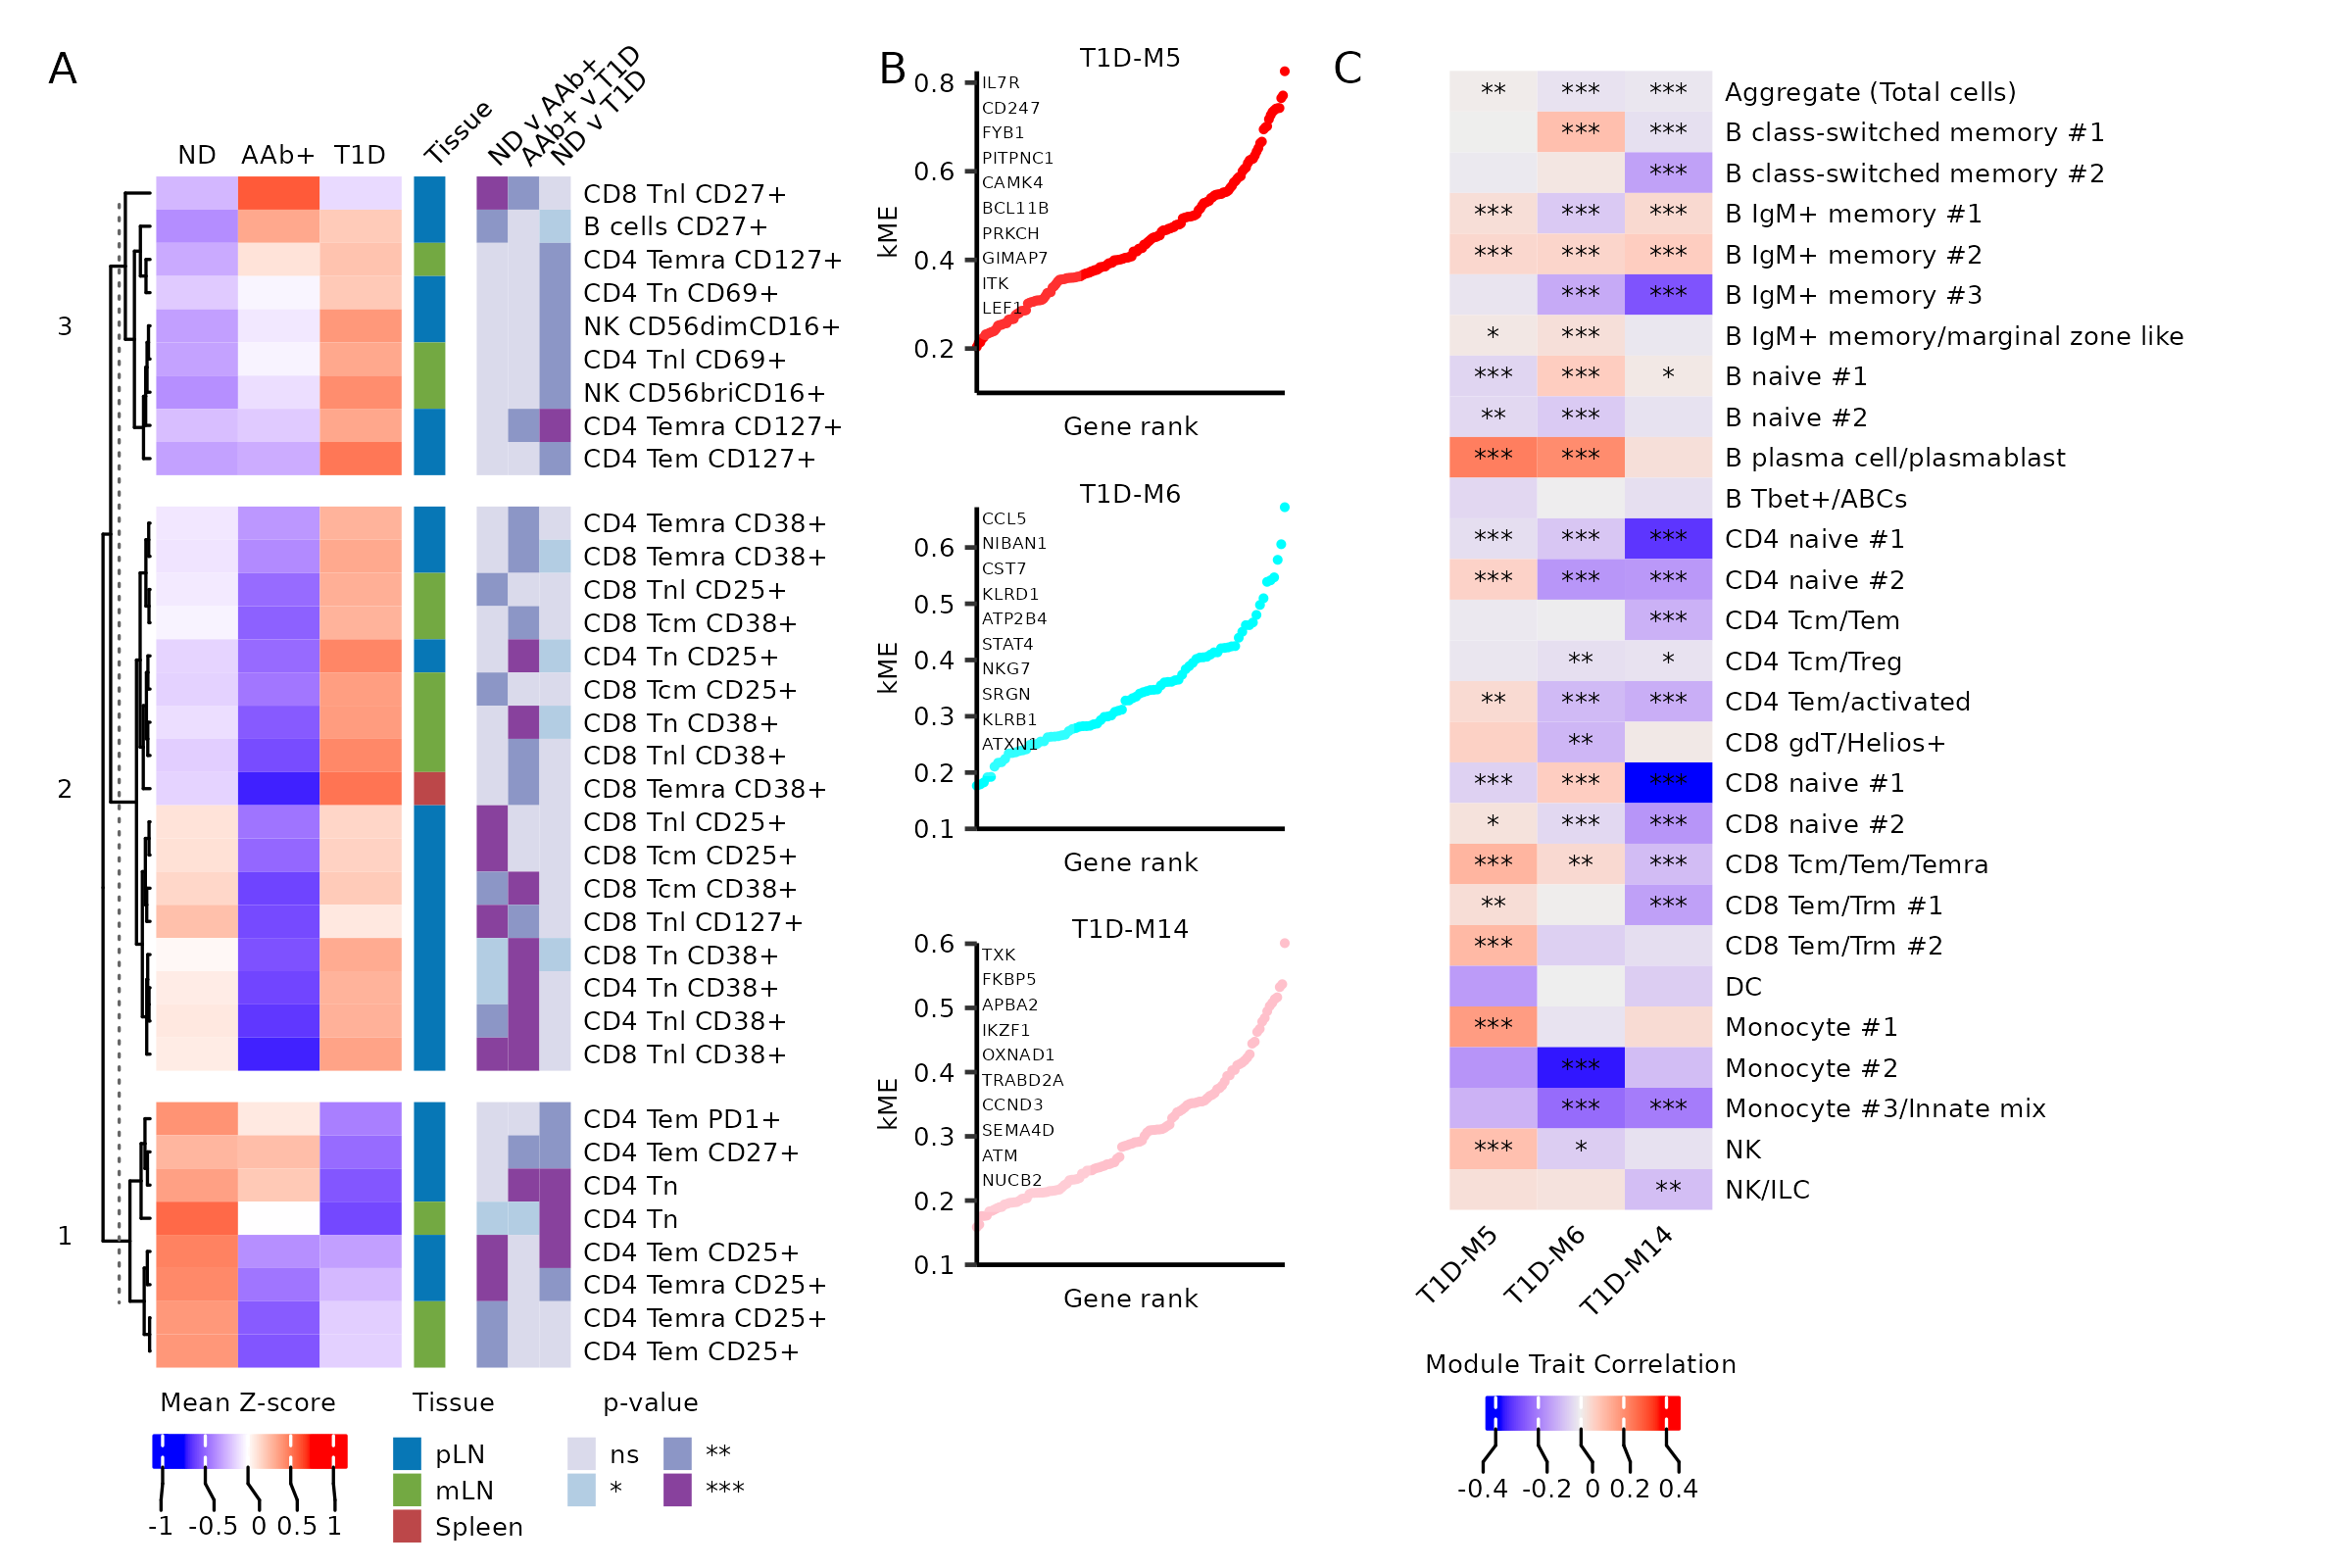 A
ND AAb+ T1D
Tissue
ND v AAb+
AAb+ v T1D
ND v T1D
3
CD8 Tnl CD27+
B cells CD27+
CD4 Temra CD127+
CD4 Tn CD69+
NK CD56dimCD16+
CD4 Tnl CD69+
NK CD56briCD16+
CD4 Temra CD127+
CD4 Tem CD127+
2
CD4 Temra CD38+
CD8 Temra CD38+
CD8 Tnl CD25+
CD8 Tcm CD38+
CD4 Tn CD25+
CD8 Tcm CD25+
CD8 Tn CD38+
CD8 Tnl CD38+
CD8 Temra CD38+
CD8 Tnl CD25+
CD8 Tcm CD25+
CD8 Tcm CD38+
CD8 Tnl CD127+
CD8 Tn CD38+
CD4 Tn CD38+
CD4 Tnl CD38+
CD8 Tnl CD38+
1
CD4 Tem PD1+
CD4 Tem CD27+
CD4 Tn
CD4 Tn
CD4 Tem CD25+
CD4 Temra CD25+
CD4 Temra CD25+
CD4 Tem CD25+
Mean Z-score
-1 -0.5 0 0.5 1
Tissue
pLN
mLN
Spleen
p-value
ns **
* ***
B
T1D-M5
kME
0.8
0.6
0.4
0.2
IL7R
CD247
FYB1
PITPNC1
CAMK4
BCL11B
PRKCH
GIMAP7
ITK
LEF1
Gene rank
T1D-M6
kME
0.6
0.5
0.4
0.3
0.2
0.1
CCL5
NIBAN1
CST7
KLRD1
ATP2B4
STAT4
NKG7
SRGN
KLRB1
ATXN1
Gene rank
T1D-M14
kME
0.6
0.5
0.4
0.3
0.2
0.1
TXK
FKBP5
APBA2
IKZF1
OXNAD1
TRABD2A
CCND3
SEMA4D
ATM
NUCB2
Gene rank
C
** *** *** Aggregate (Total cells)
*** *** B class-switched memory #1
*** B class-switched memory #2
*** *** *** B IgM+ memory #1
*** *** *** B IgM+ memory #2
*** *** B IgM+ memory #3
* *** B IgM+ memory/marginal zone like
*** *** * B naive #1
** *** B naive #2
*** *** B plasma cell/plasmablast
B Tbet+/ABCs
*** *** *** CD4 naive #1
*** *** *** CD4 naive #2
*** CD4 Tcm/Tem
** * CD4 Tcm/Treg
** *** *** CD4 Tem/activated
** CD8 gdT/Helios+
*** *** *** CD8 naive #1
* *** *** CD8 naive #2
*** ** *** CD8 Tcm/Tem/Temra
** *** CD8 Tem/Trm #1
*** CD8 Tem/Trm #2
DC
*** Monocyte #1
*** Monocyte #2
*** *** Monocyte #3/Innate mix
*** * NK
** NK/ILC
T1D-M5
T1D-M6
T1D-M14
Module Trait Correlation
-0.4 -0.2 0 0.2 0.4